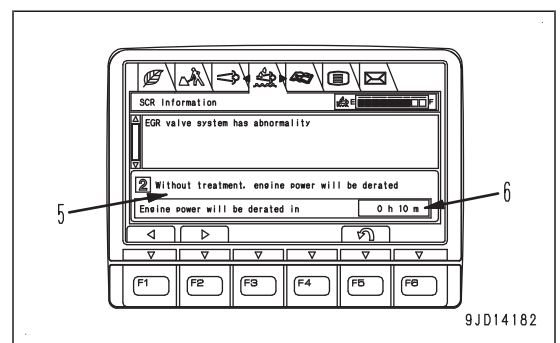 SCR Information
E F
EGR valve system has abnormality
2 Without treatment, engine power will be derated
Engine power will be derated in 0 h 10 m
5
6
F1 F2 F3 F4 F5 F6
9JD14182